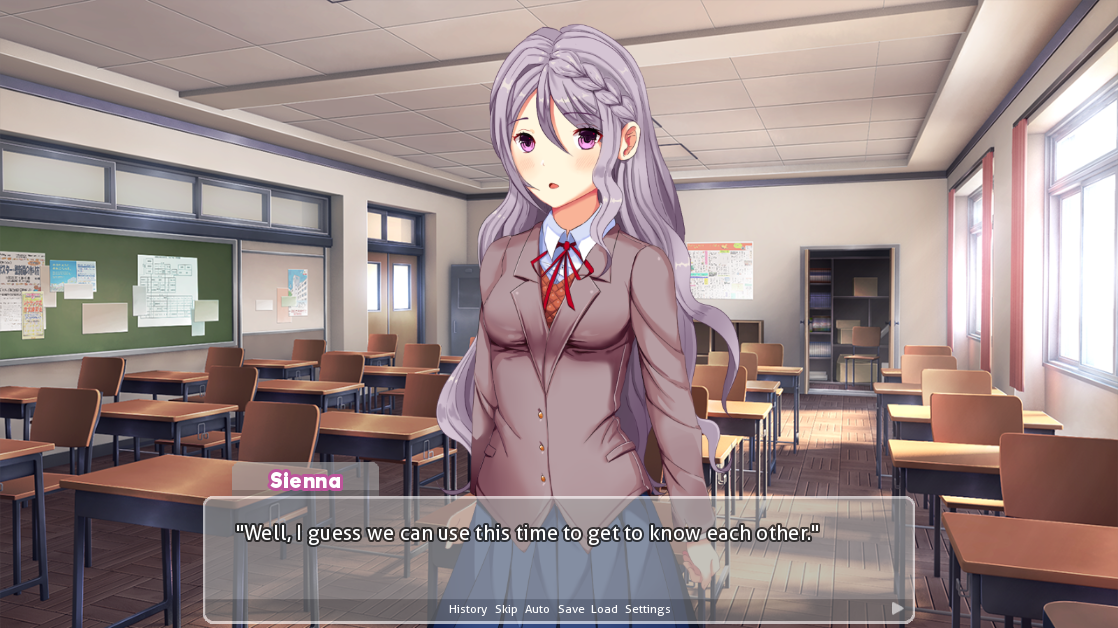 Sienna
"Well, I guess we can use this time to get to know each other."
History Skip Auto Save Load Settings